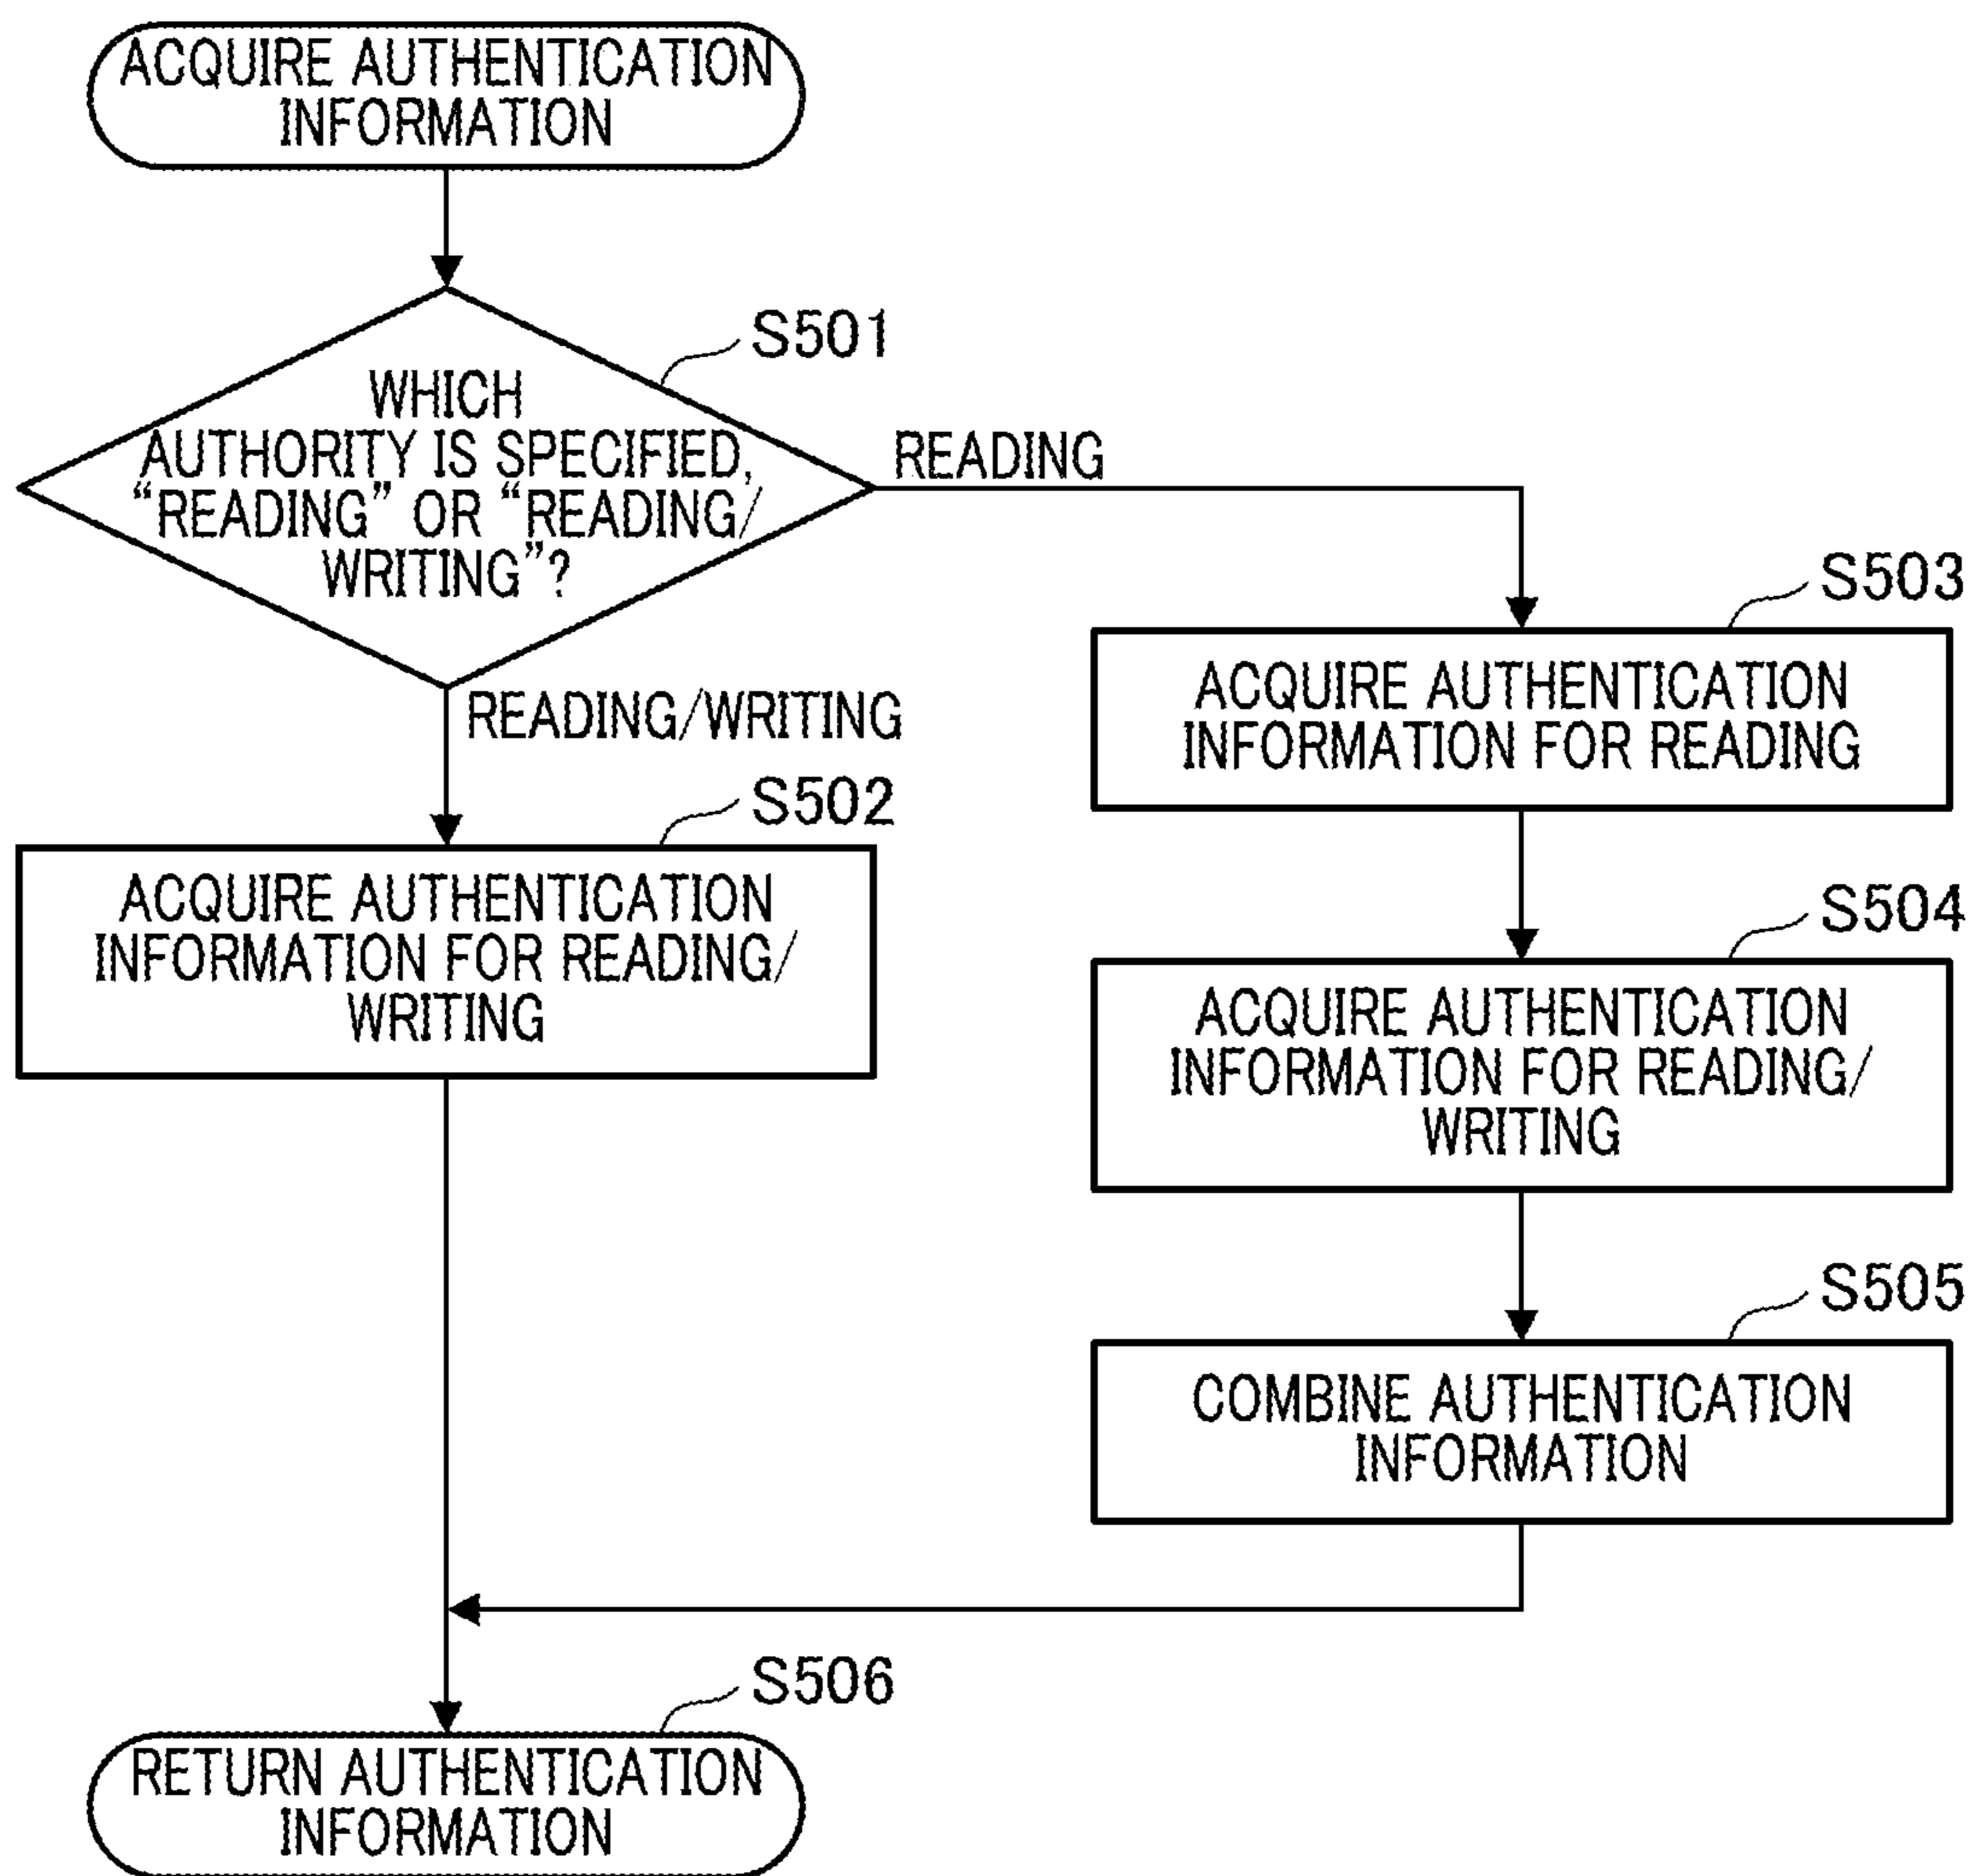 ACQUIRE AUTHENTICATION
INFORMATION
S501
WHICH
AUTHORITY IS SPECIFIED,
“READING” OR “READING/
WRITING”?
READING
READING/WRITING
S502
ACQUIRE AUTHENTICATION
INFORMATION FOR READING/
WRITING
S503
ACQUIRE AUTHENTICATION
INFORMATION FOR READING
S504
ACQUIRE AUTHENTICATION
INFORMATION FOR READING/
WRITING
S505
COMBINE AUTHENTICATION
INFORMATION
S506
RETURN AUTHENTICATION
INFORMATION